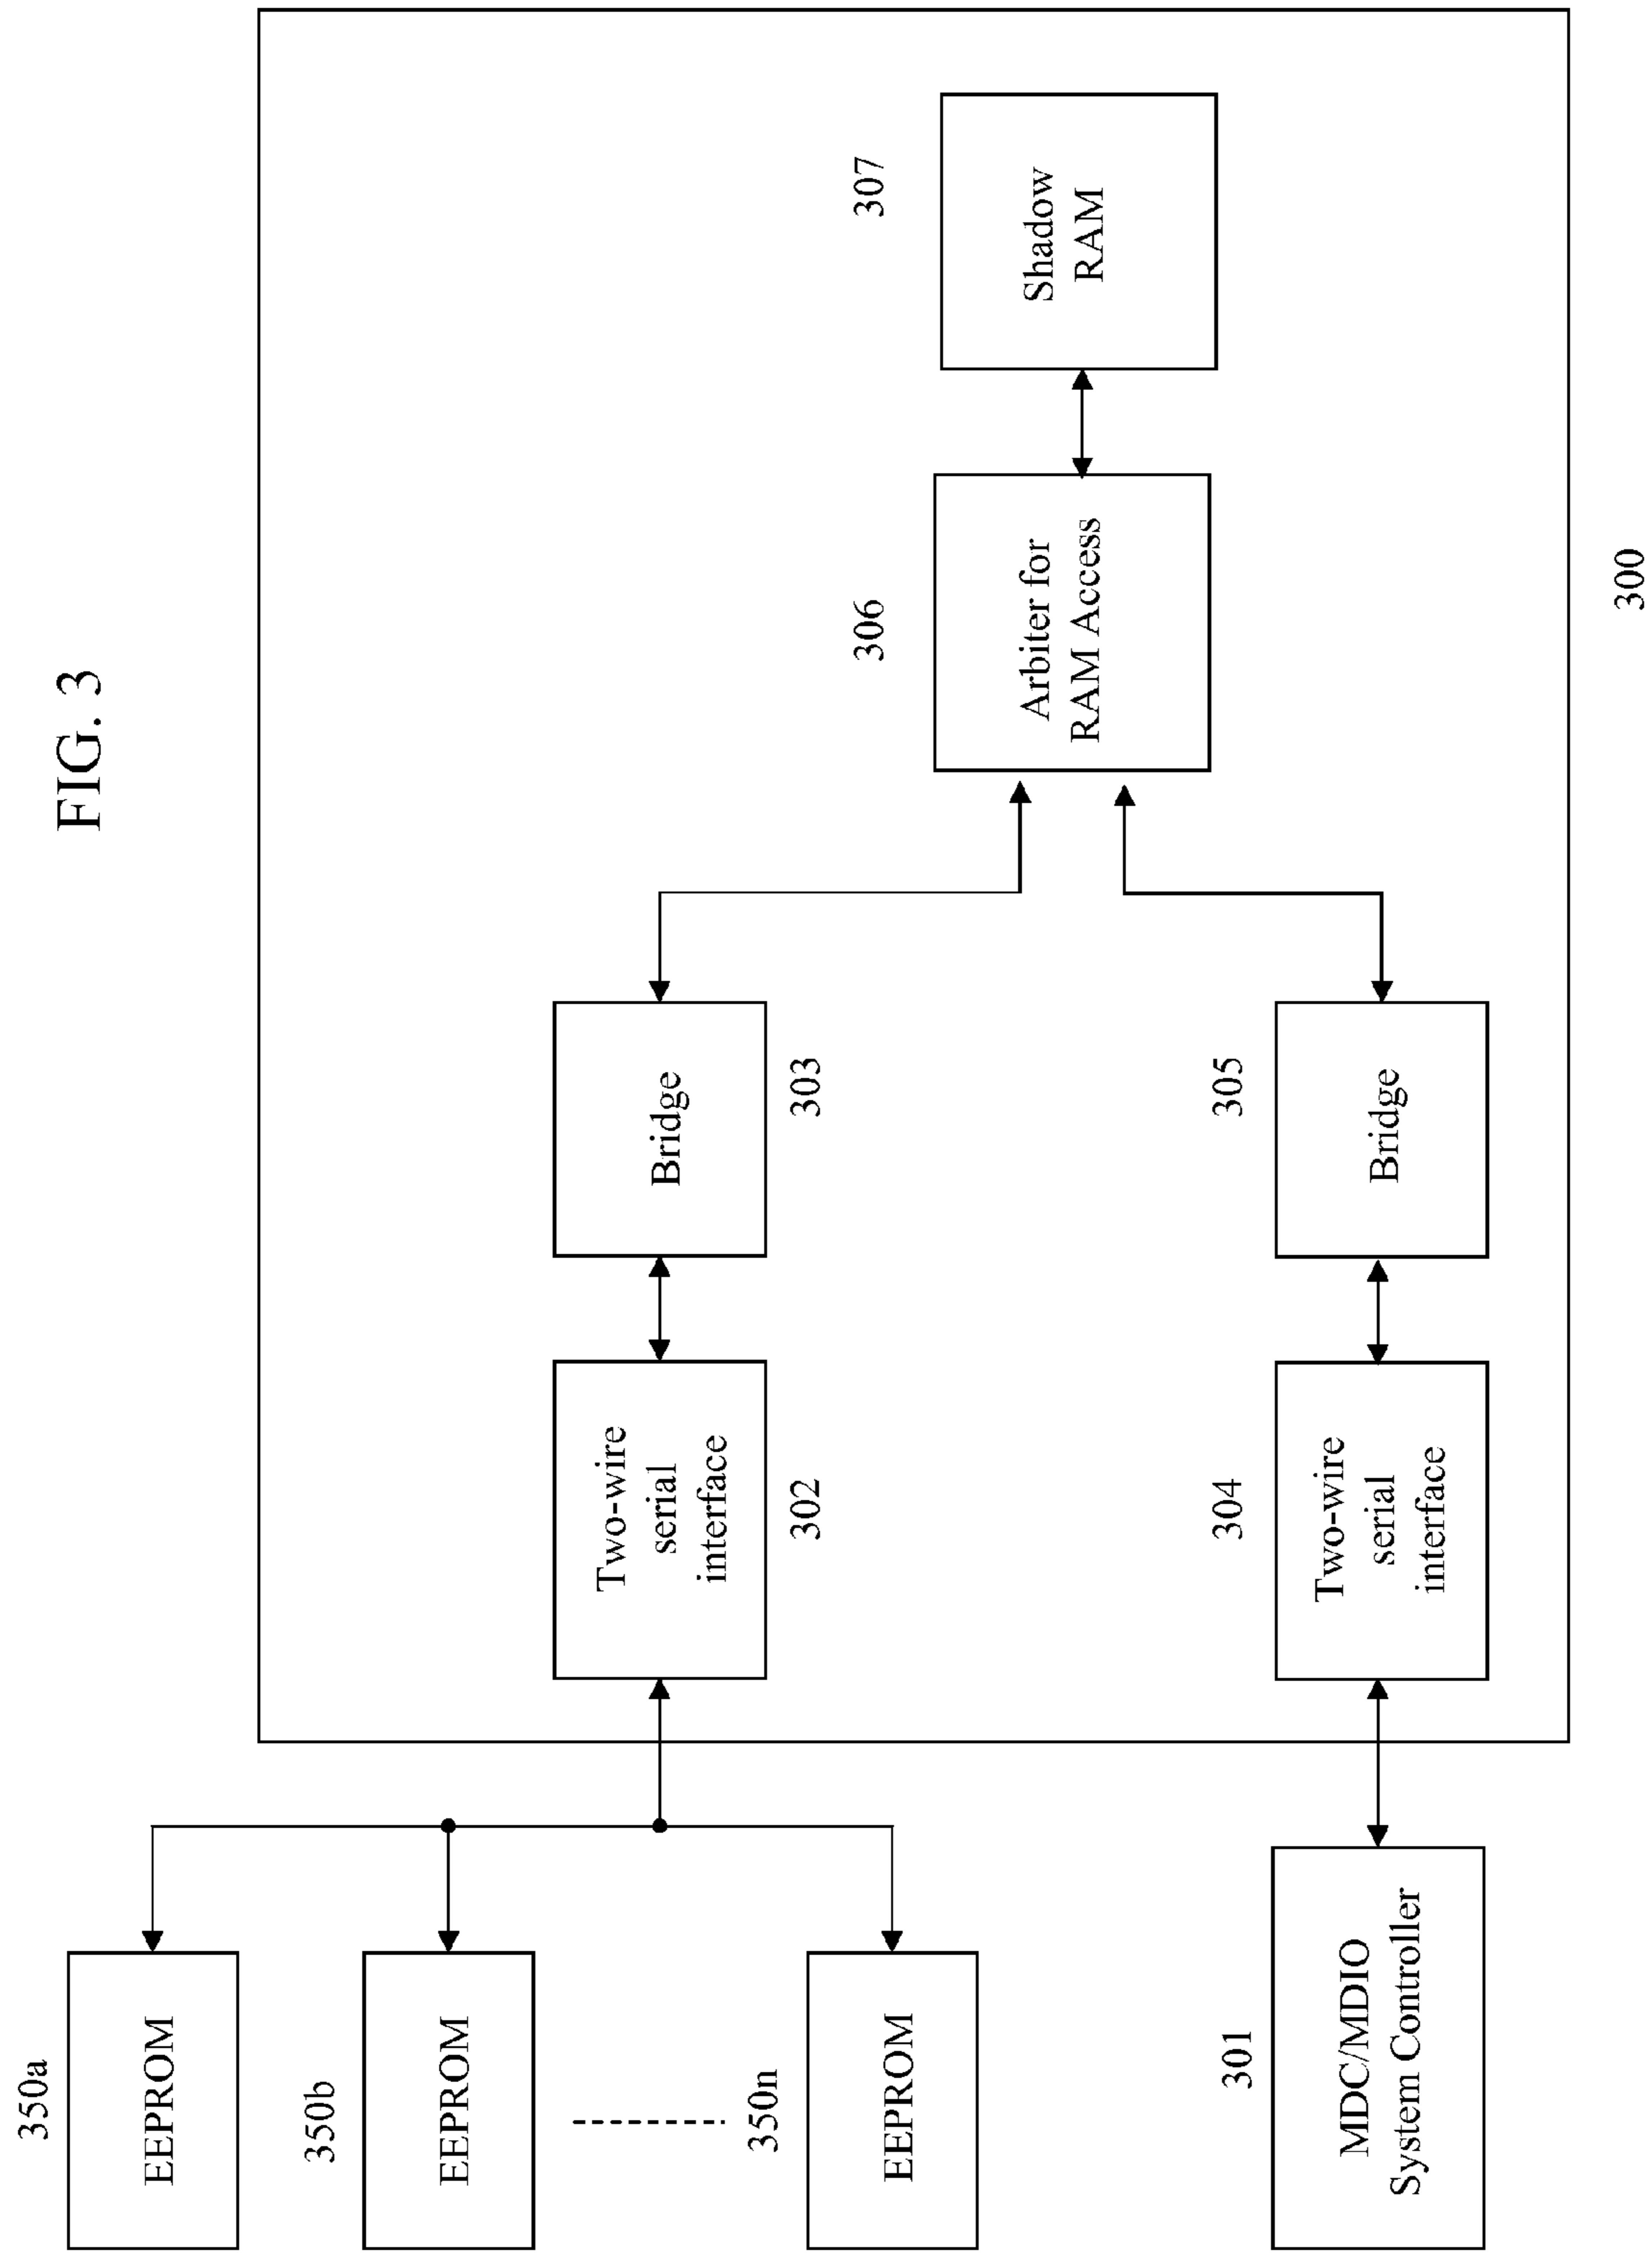 FIG. 3
350a
EEPROM
350b
EEPROM
350n
EEPROM
301
MDC/MDIO
System Controller
Two-wire
serial
interface
302
Bridge
303
304
Two-wire
serial
interface
305
Bridge
306
Arbiter for
RAM Access
307
Shadow
RAM
300